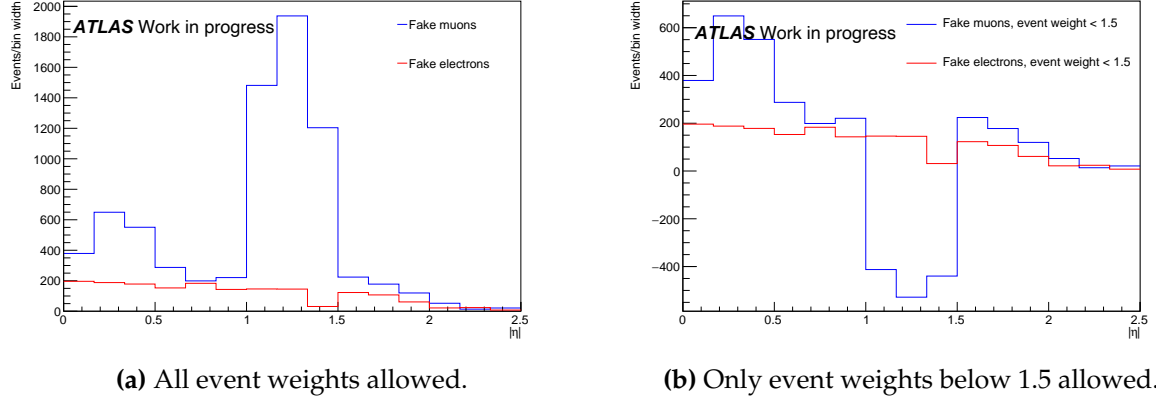 Events/bin width
2000
1800
1600
1400
1200
1000
800
600
400
200
0
ATLAS Work in progress
Fake muons
Fake electrons
0 0.5 1 1.5 2 2.5
|η|
(a) All event weights allowed.
Events/bin width
600
400
200
0
−200
−400
ATLAS Work in progress
Fake muons, event weight < 1.5
Fake electrons, event weight < 1.5
0 0.5 1 1.5 2 2.5
|η|
(b) Only event weights below 1.5 allowed.